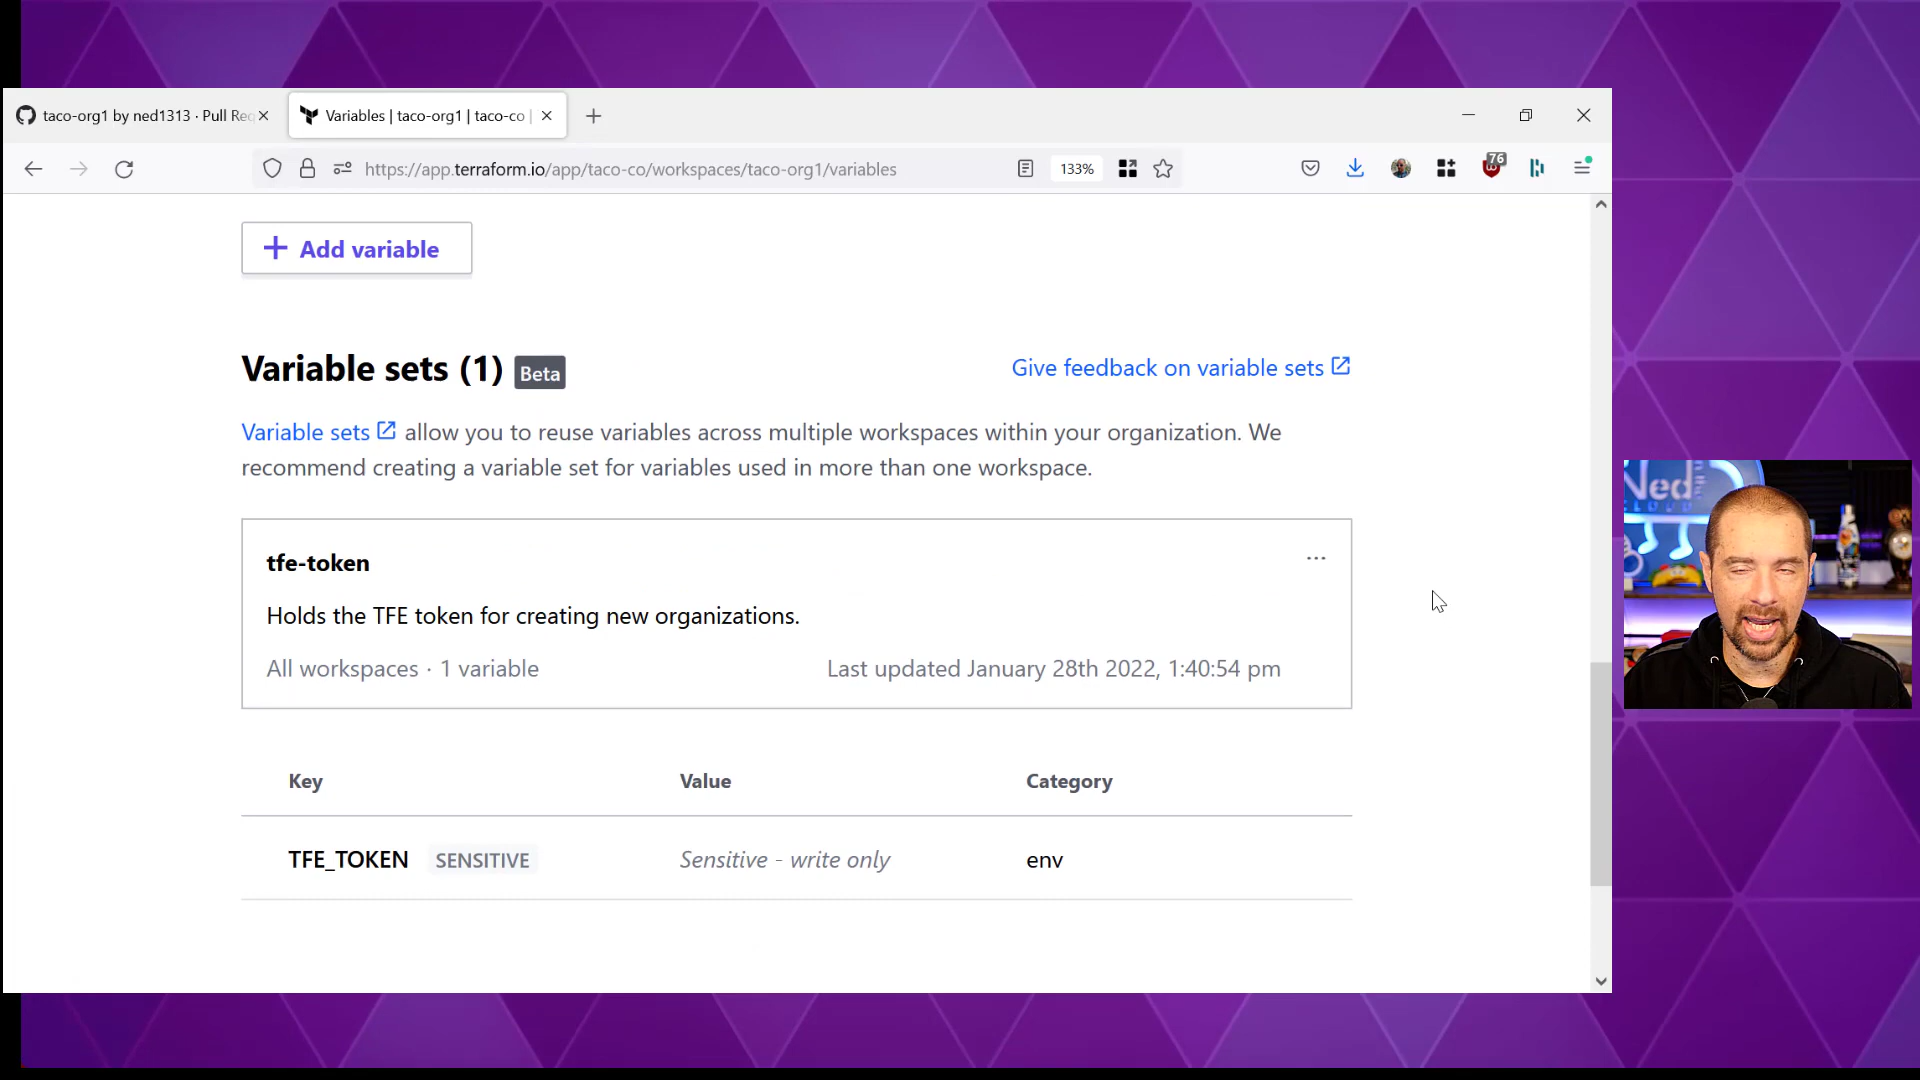 taco-org1 by ned1313 · Pull Req
Variables | taco-org1 | taco-co |
https://app.terraform.io/app/taco-co/workspaces/taco-org1/variables
133%
76
+ Add variable
Variable sets (1) Beta
Give feedback on variable sets
Variable sets allow you to reuse variables across multiple workspaces within your organization. We
recommend creating a variable set for variables used in more than one workspace.
tfe-token
...
Holds the TFE token for creating new organizations.
All workspaces · 1 variable
Last updated January 28th 2022, 1:40:54 pm
Key Value Category
TFE_TOKEN SENSITIVE Sensitive - write only env
Ned
CLOUD